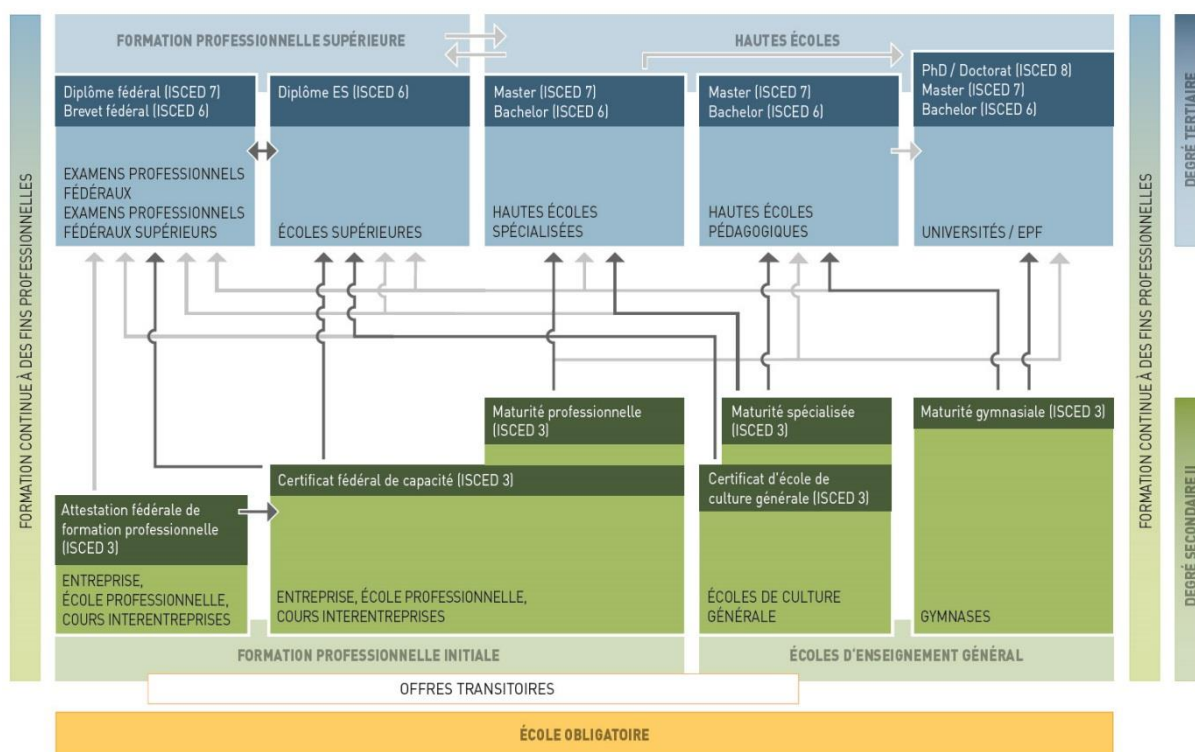 FORMATION PROFESSIONNELLE SUPÉRIEURE
HAUTES ÉCOLES
Diplôme fédéral (ISCED 7)
Brevet fédéral (ISCED 6)
EXAMENS PROFESSIONNELS
FÉDÉRAUX
EXAMENS PROFESSIONNELS
FÉDÉRAUX SUPÉRIEURS
Diplôme ES (ISCED 6)
ÉCOLES SUPÉRIEURES
Master (ISCED 7)
Bachelor (ISCED 6)
HAUTES ÉCOLES
SPÉCIALISÉES
Master (ISCED 7)
Bachelor (ISCED 6)
HAUTES ÉCOLES
PÉDAGOGIQUES
PhD / Doctorat (ISCED 8)
Master (ISCED 7)
Bachelor (ISCED 6)
UNIVERSITÉS / EPF
FORMATION CONTINUE À DES FINS PROFESSIONNELLES
FORMATION CONTINUE À DES FINS PROFESSIONNELLES
DEGRÉ TERTIAIRE
DEGRÉ SECONDAIRE II
Attestation fédérale de
formation professionnelle
(ISCED 3)
ENTREPRISE,
ÉCOLE PROFESSIONNELLE,
COURS INTERENTREPRISES
Maturité professionnelle
(ISCED 3)
Certificat fédéral de capacité (ISCED 3)
ENTREPRISE, ÉCOLE PROFESSIONNELLE,
COURS INTERENTREPRISES
Maturité spécialisée
(ISCED 3)
Certificat d'école de
culture générale (ISCED 3)
ÉCOLES DE CULTURE
GÉNÉRALE
Maturité gymnasiale (ISCED 3)
GYMNASES
FORMATION PROFESSIONNELLE INITIALE
ÉCOLES D'ENSEIGNEMENT GÉNÉRAL
OFFRES TRANSITOIRES
ÉCOLE OBLIGATOIRE